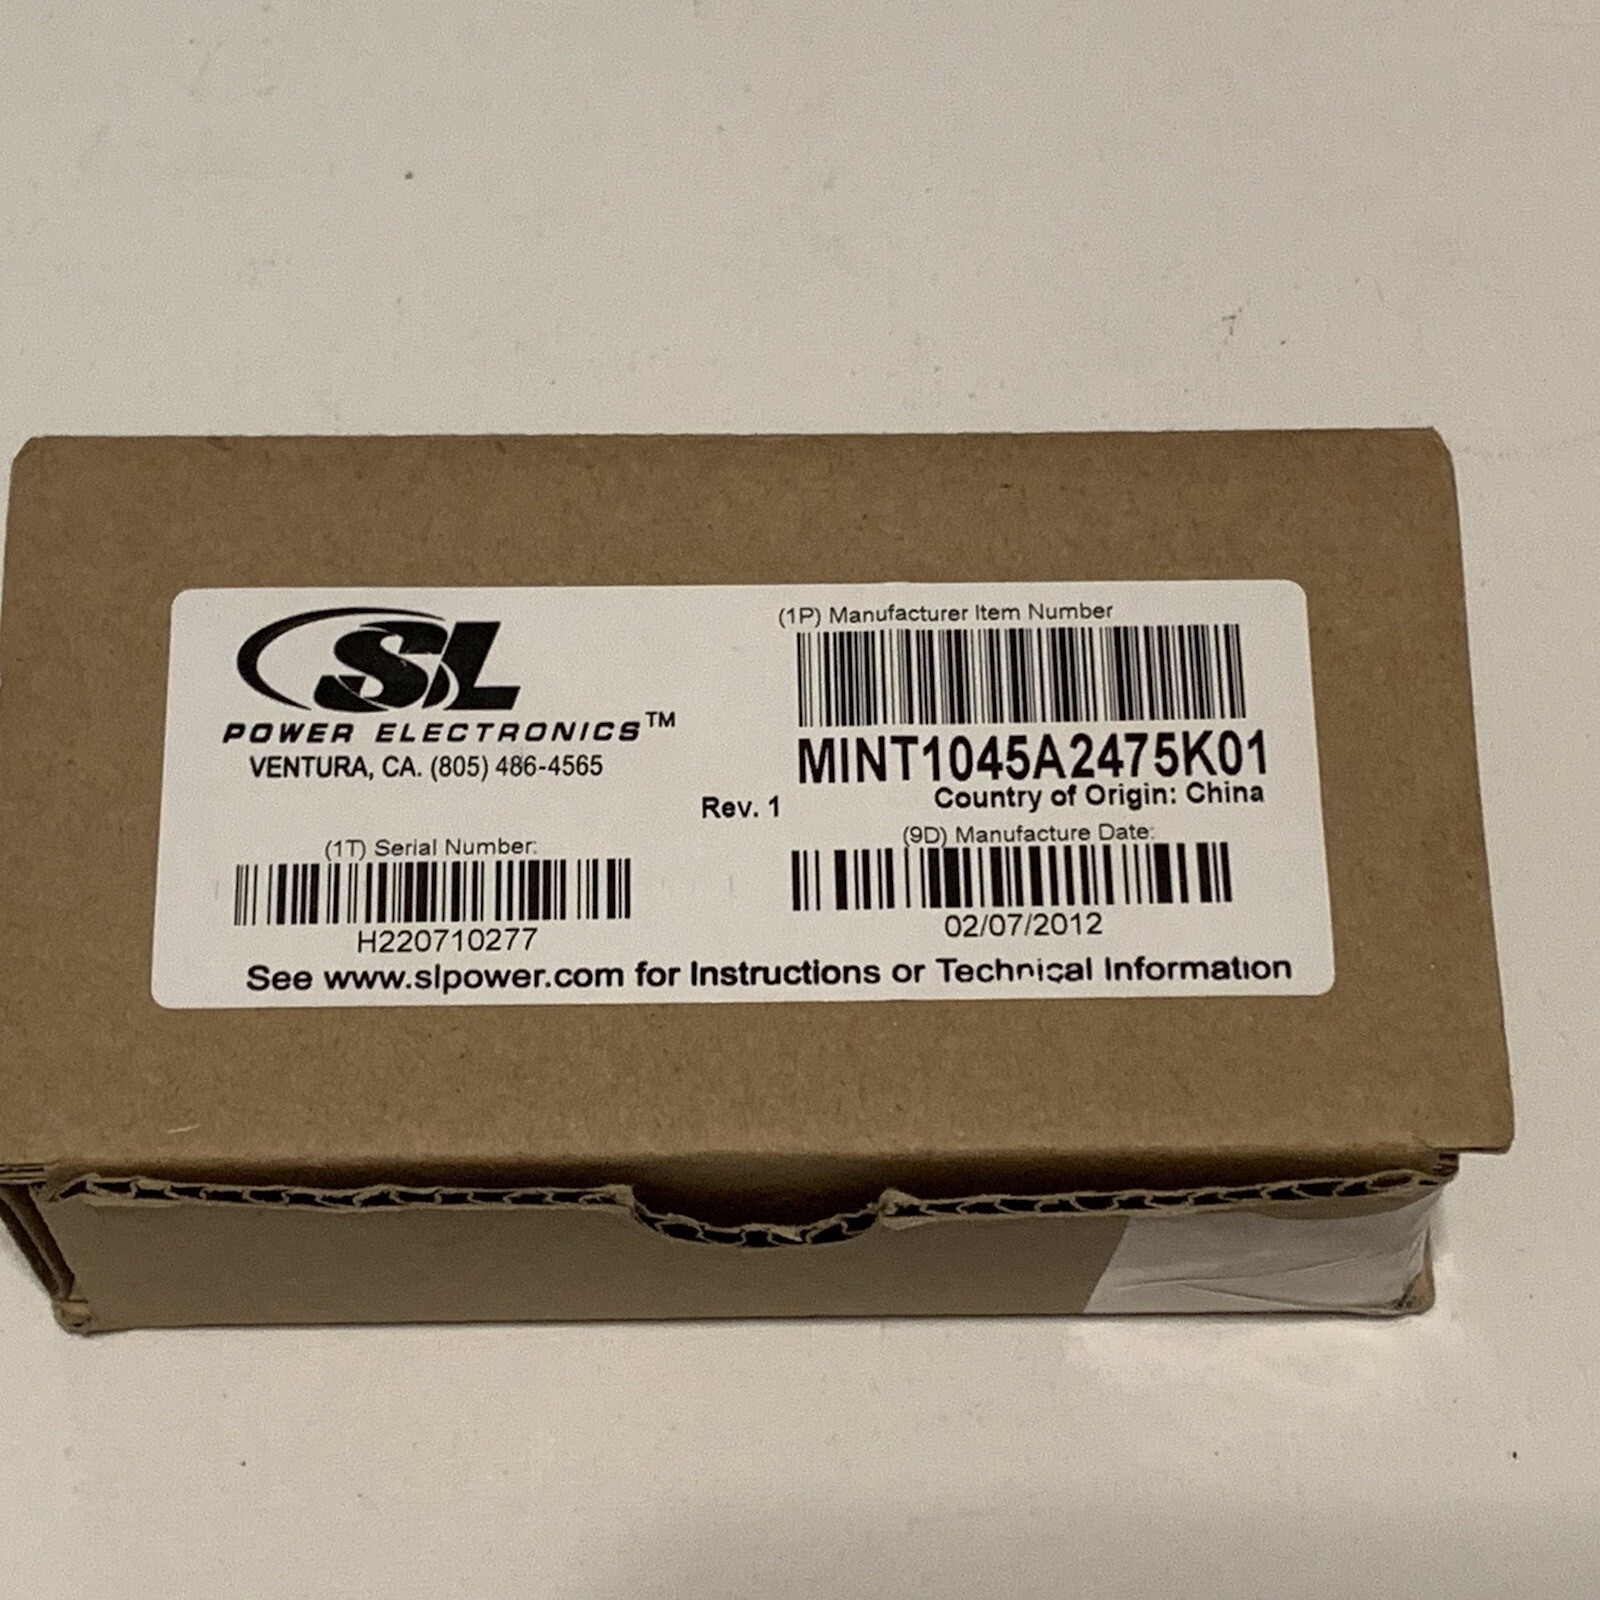 SL
POWER ELECTRONICS™
VENTURA, CA. (805) 486-4565
(1P) Manufacturer Item Number
MINT1045A2475K01
Rev. 1
Country of Origin: China
(1T) Serial Number:
H220710277
(9D) Manufacture Date:
02/07/2012
See www.slpower.com for Instructions or Technical Information